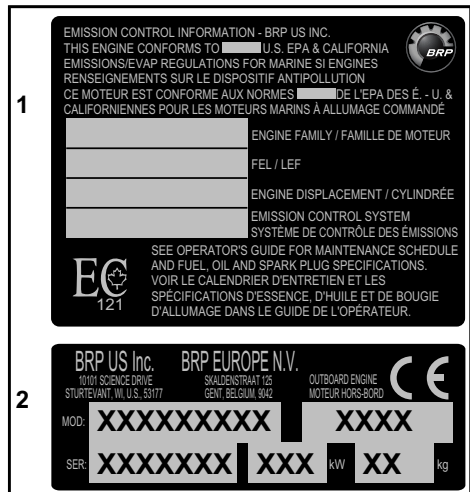 1
EMISSION CONTROL INFORMATION - BRP US INC.
THIS ENGINE CONFORMS TO U.S. EPA & CALIFORNIA
EMISSIONS/EVAP REGULATIONS FOR MARINE SI ENGINES
RENSEIGNEMENTS SUR LE DISPOSITIF ANTIPOLLUTION
CE MOTEUR EST CONFORME AUX NORMES DE L'EPA DES É. - U. &
CALIFORNIENNES POUR LES MOTEURS MARINS À ALLUMAGE COMMANDÉ
BRP
ENGINE FAMILY / FAMILLE DE MOTEUR
FEL / LEF
ENGINE DISPLACEMENT / CYLINDRÉE
EMISSION CONTROL SYSTEM
SYSTÈME DE CONTRÔLE DES ÉMISSIONS
EC
121
SEE OPERATOR'S GUIDE FOR MAINTENANCE SCHEDULE
AND FUEL, OIL AND SPARK PLUG SPECIFICATIONS.
VOIR LE CALENDRIER D'ENTRETIEN ET LES
SPÉCIFICATIONS D'ESSENCE, D'HUILE ET DE BOUGIE
D'ALLUMAGE DANS LE GUIDE DE L'OPÉRATEUR.
2
BRP US Inc.
10101 SCIENCE DRIVE
STURTEVANT, WI, U.S., 53177
BRP EUROPE N.V.
SKALDENSTRAAT 125
GENT, BELGIUM, 9042
OUTBOARD ENGINE
MOTEUR HORS-BORD
CE
MOD: XXXXXXXXX XXXX
SER: XXXXXXX XXX kW XX kg